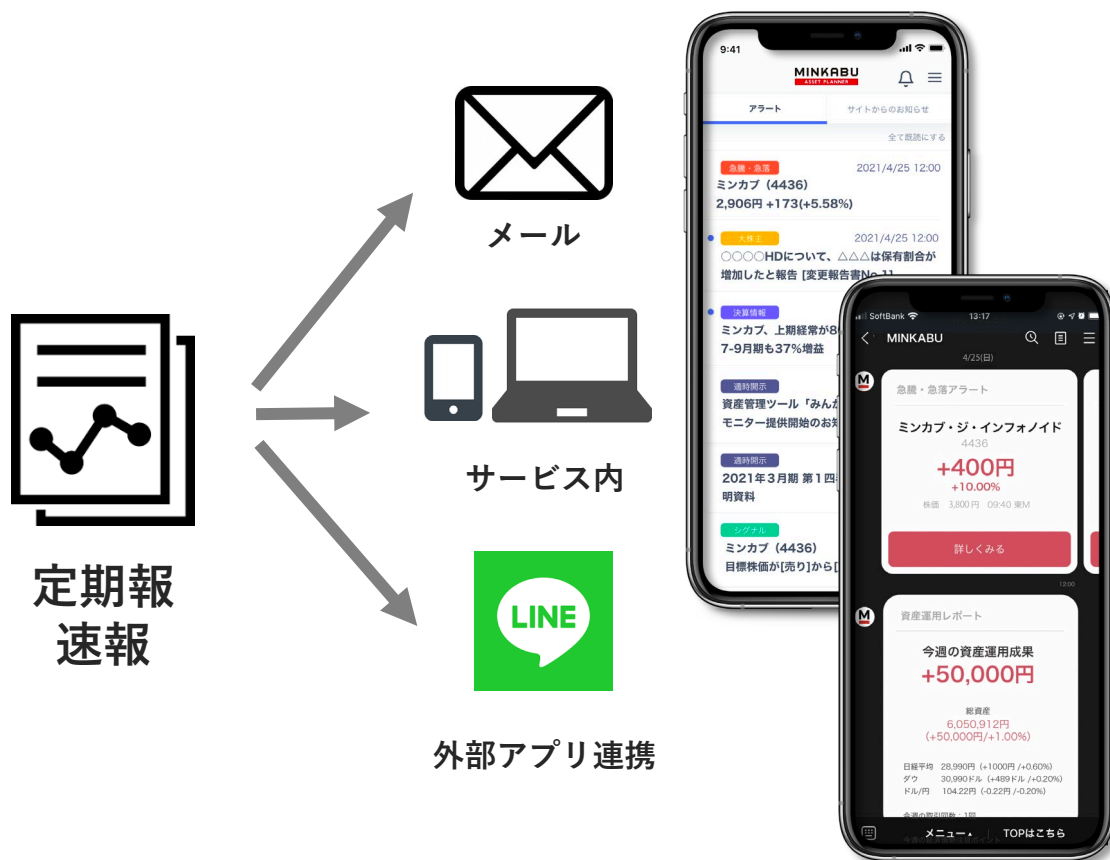 定期報
速報
メール
サービス内
LINE
外部アプリ連携
9:41
MINKABU
ASSET PLANNER
アラート
サイトからのお知らせ
全て既読にする
急騰・急落 2021/4/25 12:00
ミンカブ（4436）
2,906円 +173(+5.58%)
大株主 2021/4/25 12:00
○○○○HDについて、△△△は保有割合が
増加したと報告 [変更報告書No.1]
決算情報
ミンカブ、上期経常が8
7-9月期も37%増益
適時開示
資産管理ツール「みんか
モニター提供開始のお知
適時開示
2021年3月期 第1四
明資料
シグナル
ミンカブ（4436）
目標株価が[売り]から[
SoftBank 13:17
MINKABU
4/25(日)
M
急騰・急落アラート
ミンカブ・ジ・インフォノイド
4436
+400円
+10.00%
株価 3,800円 09:40 東M
詳しくみる
12:00
M
資産運用レポート
今週の資産運用成果
+50,000円
総資産
6,050,912円
(+50,000円/+1.00%)
日経平均 28,990円 (+1000円 /+0.60%)
ダウ 30,990ドル (+489ドル /+0.20%)
ドル/円 104.22円 (-0.22円 /-0.20%)
今週の取引回数：1回
メニュー▲ TOPはこちら